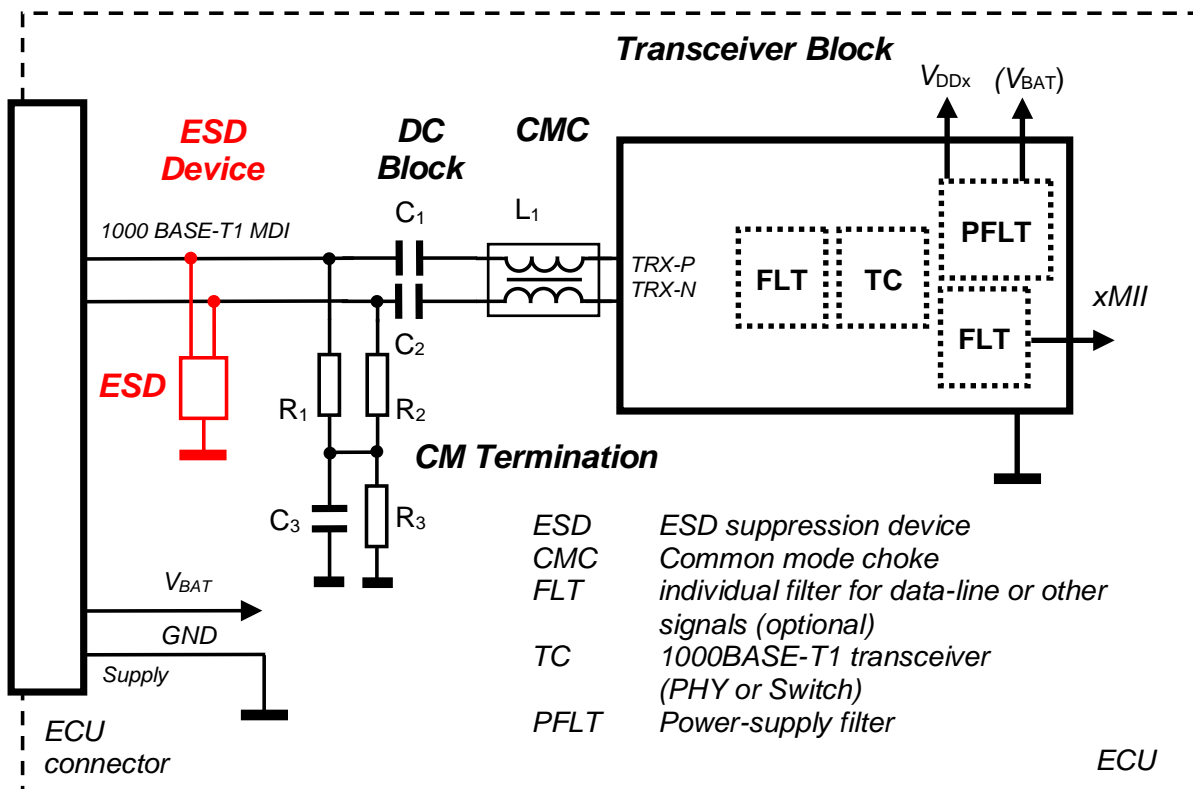 Transceiver Block
VDDx
(VBAT)
ESD
Device
DC
Block
CMC
1000 BASE-T1 MDI
C1
L1
TRX-P
TRX-N
FLT
TC
PFLT
FLT
xMII
C2
ESD
R1
R2
CM Termination
C3
R3
ESD ESD suppression device
CMC Common mode choke
FLT individual filter for data-line or other
signals (optional)
TC 1000BASE-T1 transceiver
(PHY or Switch)
PFLT Power-supply filter
VBAT
GND
Supply
ECU
connector
ECU